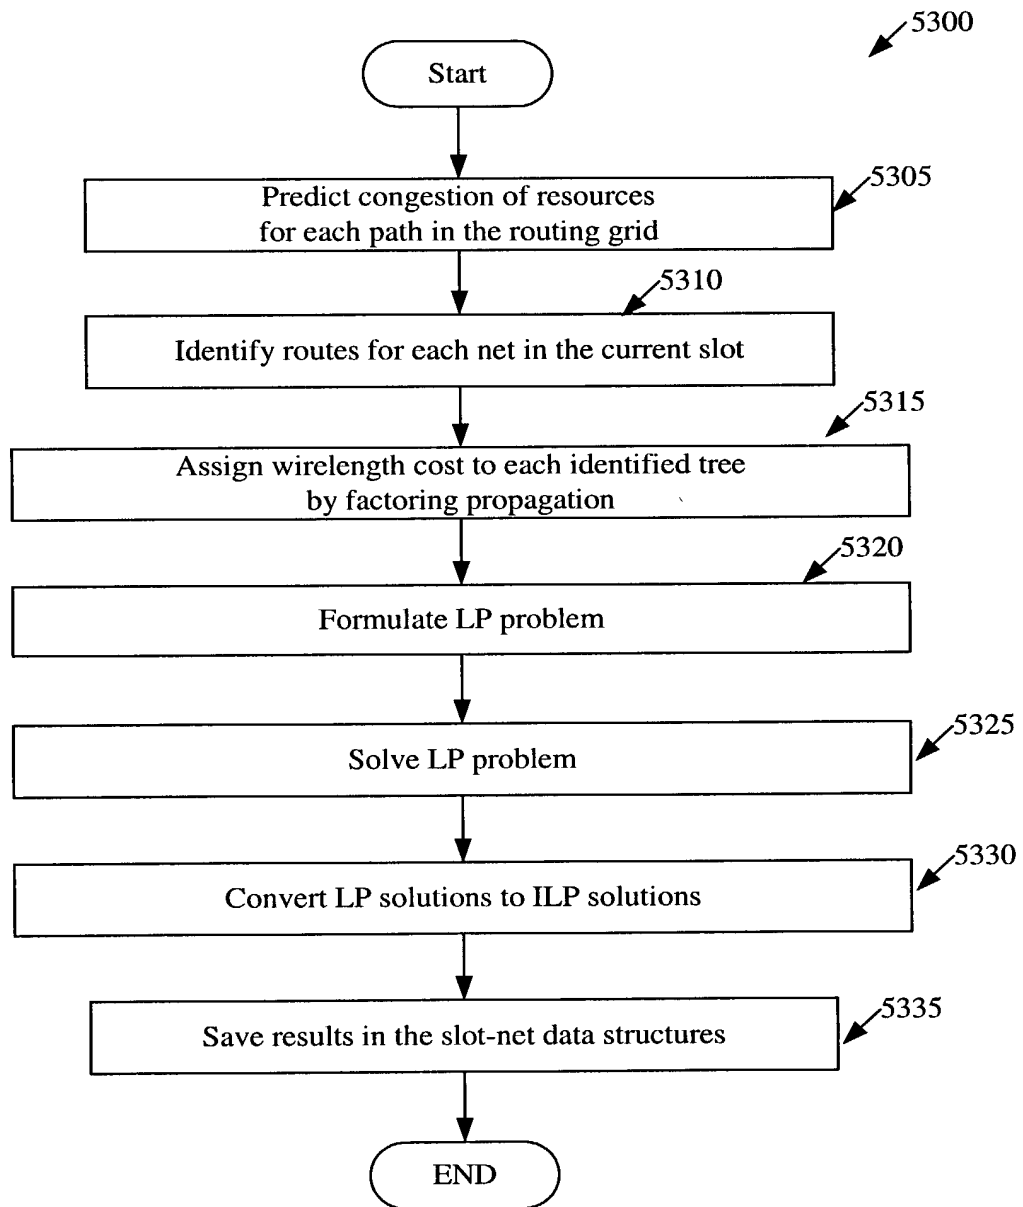 5300
Start
5305
Predict congestion of resources
for each path in the routing grid
5310
Identify routes for each net in the current slot
5315
Assign wirelength cost to each identified tree
by factoring propagation
5320
Formulate LP problem
5325
Solve LP problem
5330
Convert LP solutions to ILP solutions
5335
Save results in the slot-net data structures
END